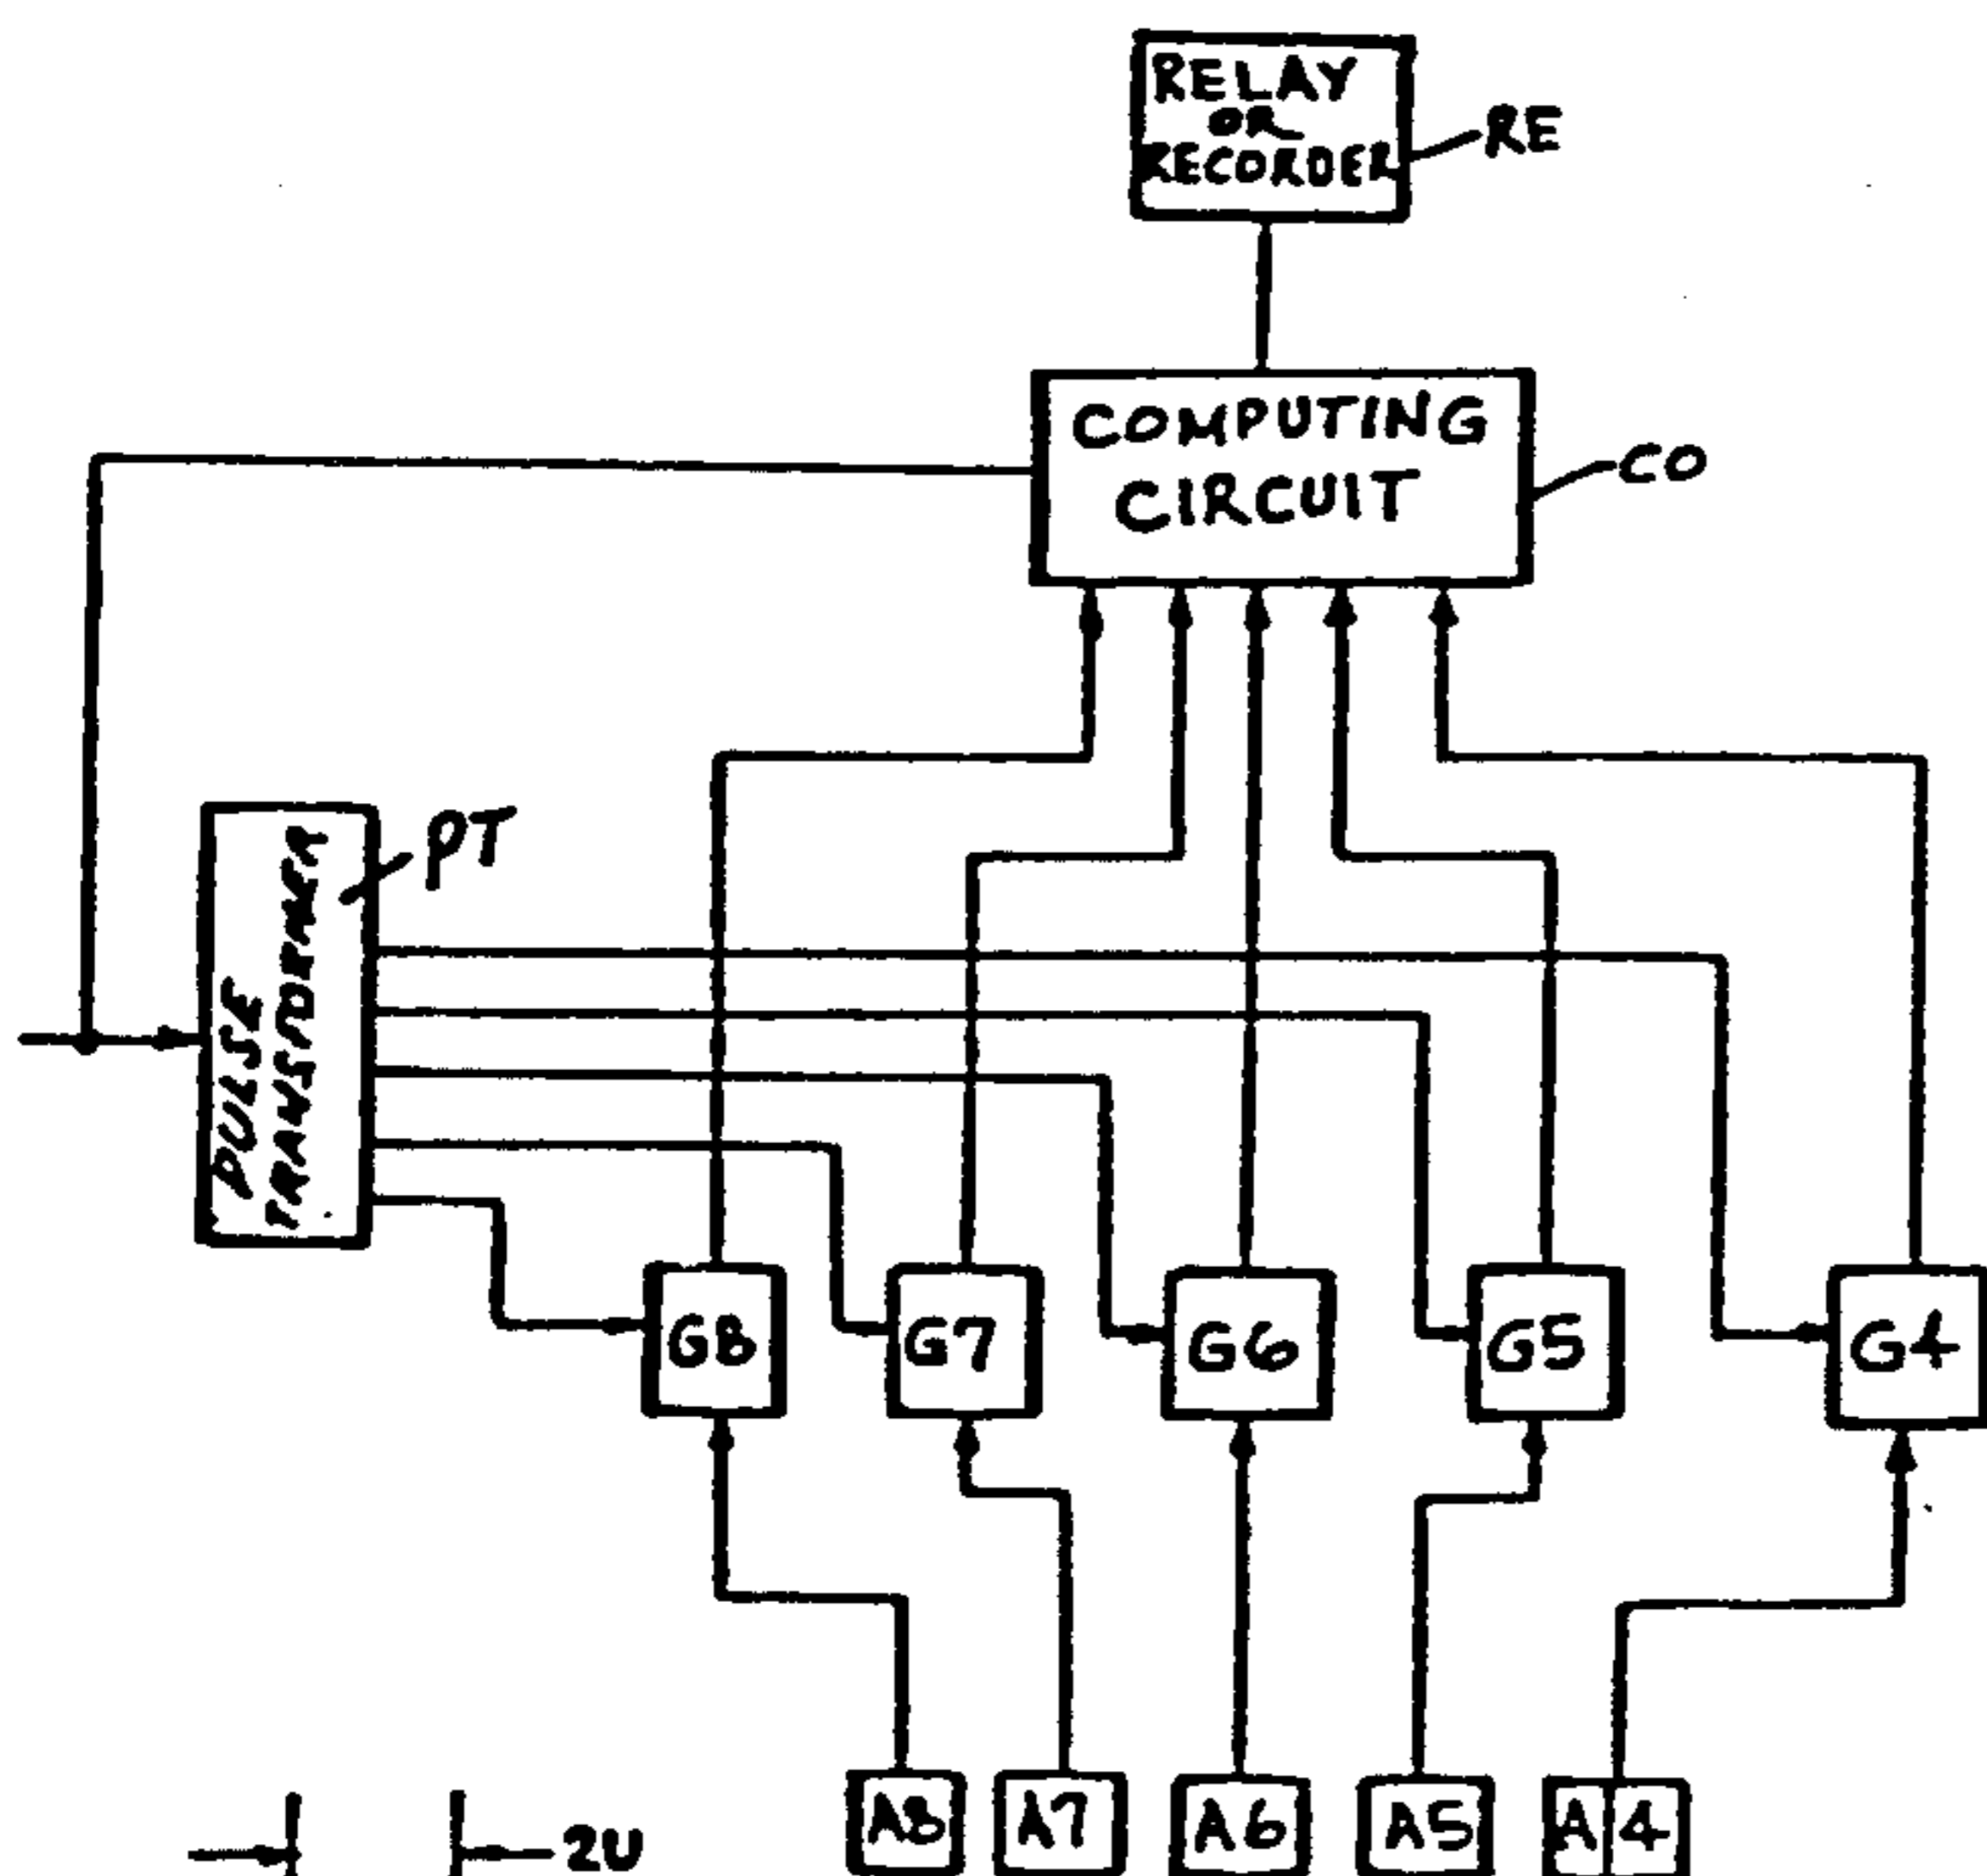 RELAY
OR
RECORDER
RE
COMPUTING
CIRCUIT
CO
PT
PULSE
TRANSFORMER
G8
G7
G6
G5
G4
A8
A7
A6
A5
A4
2U